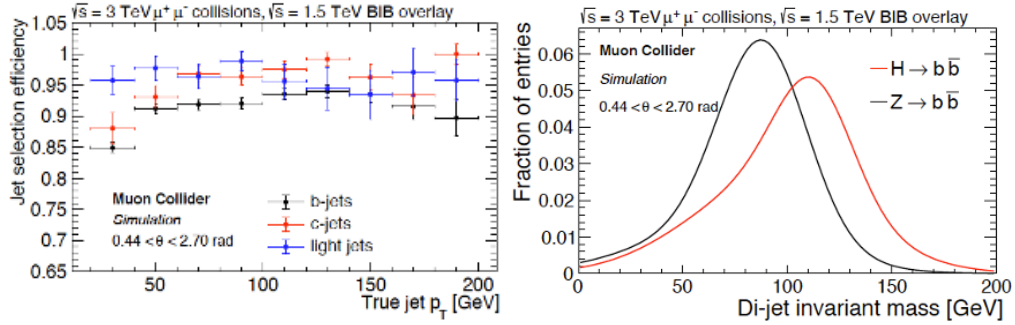 √s = 3 TeV μ⁺ μ⁻ collisions, √s = 1.5 TeV BIB overlay
Jet selection efficiency
1.05
1
0.95
0.9
0.85
0.8
0.75
0.7
0.65
Muon Collider
Simulation
0.44 < θ < 2.70 rad
b-jets
c-jets
light jets
50
100
150
200
True jet p_T [GeV]
√s = 3 TeV μ⁺ μ⁻ collisions, √s = 1.5 TeV BIB overlay
Fraction of entries
0.06
0.05
0.04
0.03
0.02
0.01
0
Muon Collider
Simulation
0.44 < θ < 2.70 rad
H → b b̅
Z → b b̅
0
50
100
150
200
Di-jet invariant mass [GeV]